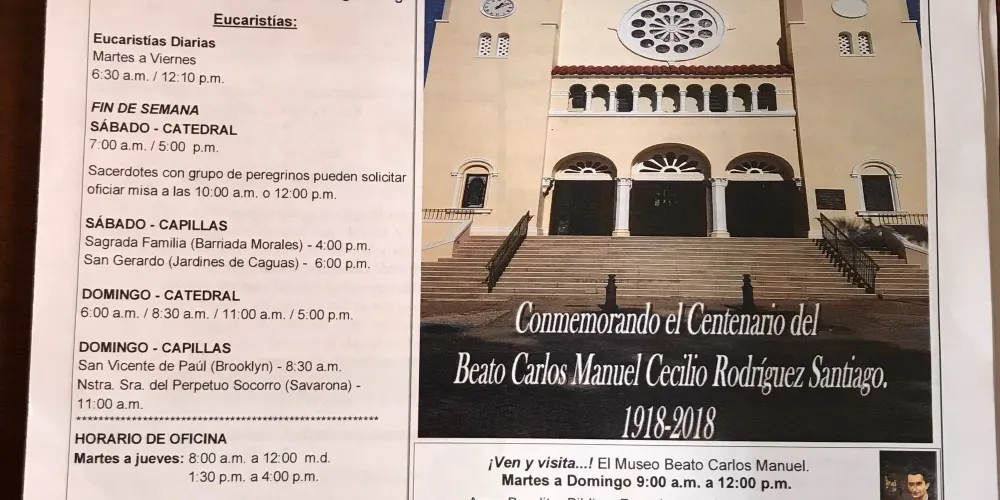 Eucaristías:
Eucaristías Diarias
Martes a Viernes
6:30 a.m. / 12:10 p.m.
FIN DE SEMANA
SÁBADO - CATEDRAL
7:00 a.m. / 5:00 p.m.
Sacerdotes con grupo de peregrinos pueden solicitar
oficiar misa a las 10:00 a.m. o 12:00 p.m.
SÁBADO - CAPILLAS
Sagrada Familia (Barriada Morales) - 4:00 p.m.
San Gerardo (Jardines de Caguas) - 6:00 p.m.
DOMINGO - CATEDRAL
6:00 a.m. / 8:30 a.m. / 11:00 a.m. / 5:00 p.m.
DOMINGO - CAPILLAS
San Vicente de Paúl (Brooklyn) - 8:30 a.m.
Nstra. Sra. del Perpetuo Socorro (Savarona) -
11:00 a.m.
HORARIO DE OFICINA
Martes a jueves: 8:00 a.m. a 12:00 m.d.
1:30 p.m. a 4:00 p.m.
Conmemorando el Centenario del
Beato Carlos Manuel Cecilio Rodríguez Santiago.
1918-2018
¡Ven y visita...! El Museo Beato Carlos Manuel.
Martes a Domingo 9:00 a.m. a 12:00 p.m.